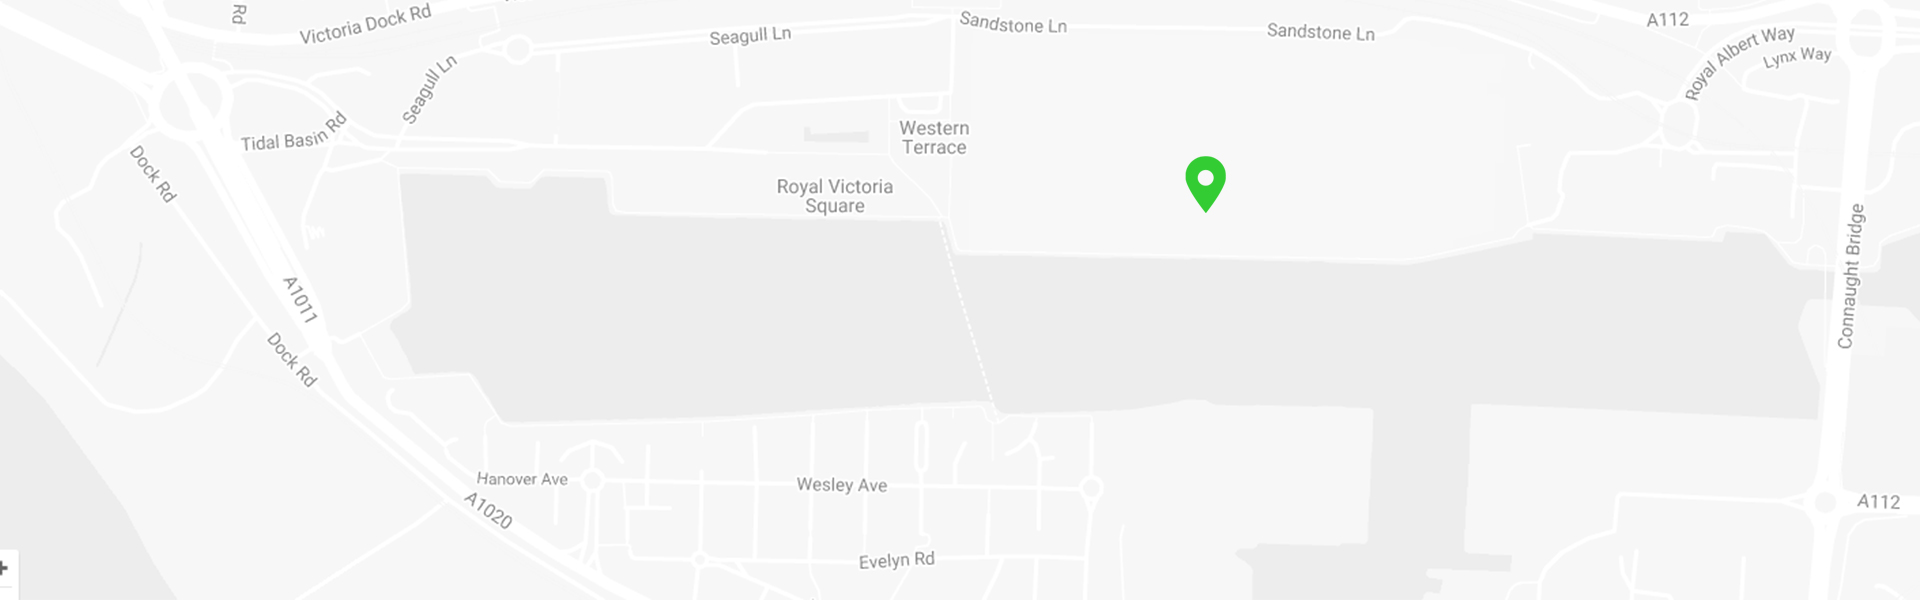 Rd
Victoria Dock Rd
Seagull Ln
Seagull Ln
Sandstone Ln
Sandstone Ln
A112
Royal Albert Way
Lynx Way
Tidal Basin Rd
Western
Terrace
Dock Rd
Royal Victoria
Square
Connaught Bridge
A1011
Dock Rd
Hanover Ave
Wesley Ave
A1020
A112
Evelyn Rd
+